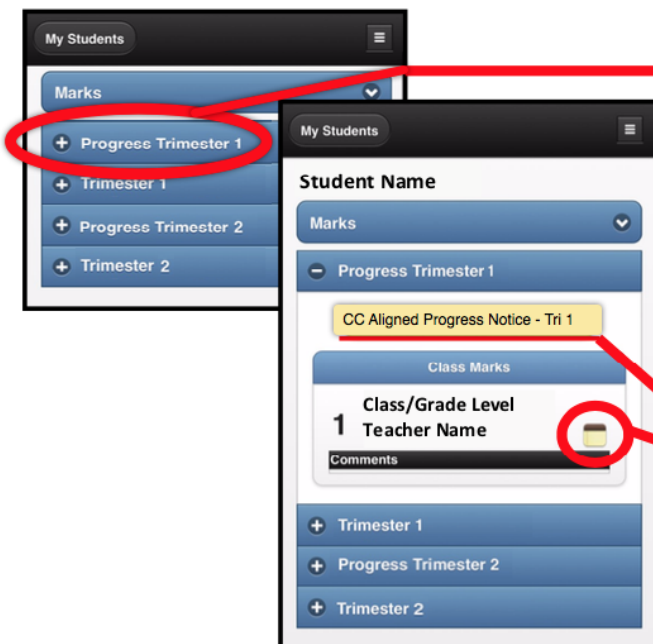 My Students
Marks
Progress Trimester 1
Trimester 1
Progress Trimester 2
Trimester 2
My Students
Student Name
Marks
Progress Trimester 1
CC Aligned Progress Notice - Tri 1
Class Marks
1
Class/Grade Level
Teacher Name
Comments
Trimester 1
Progress Trimester 2
Trimester 2